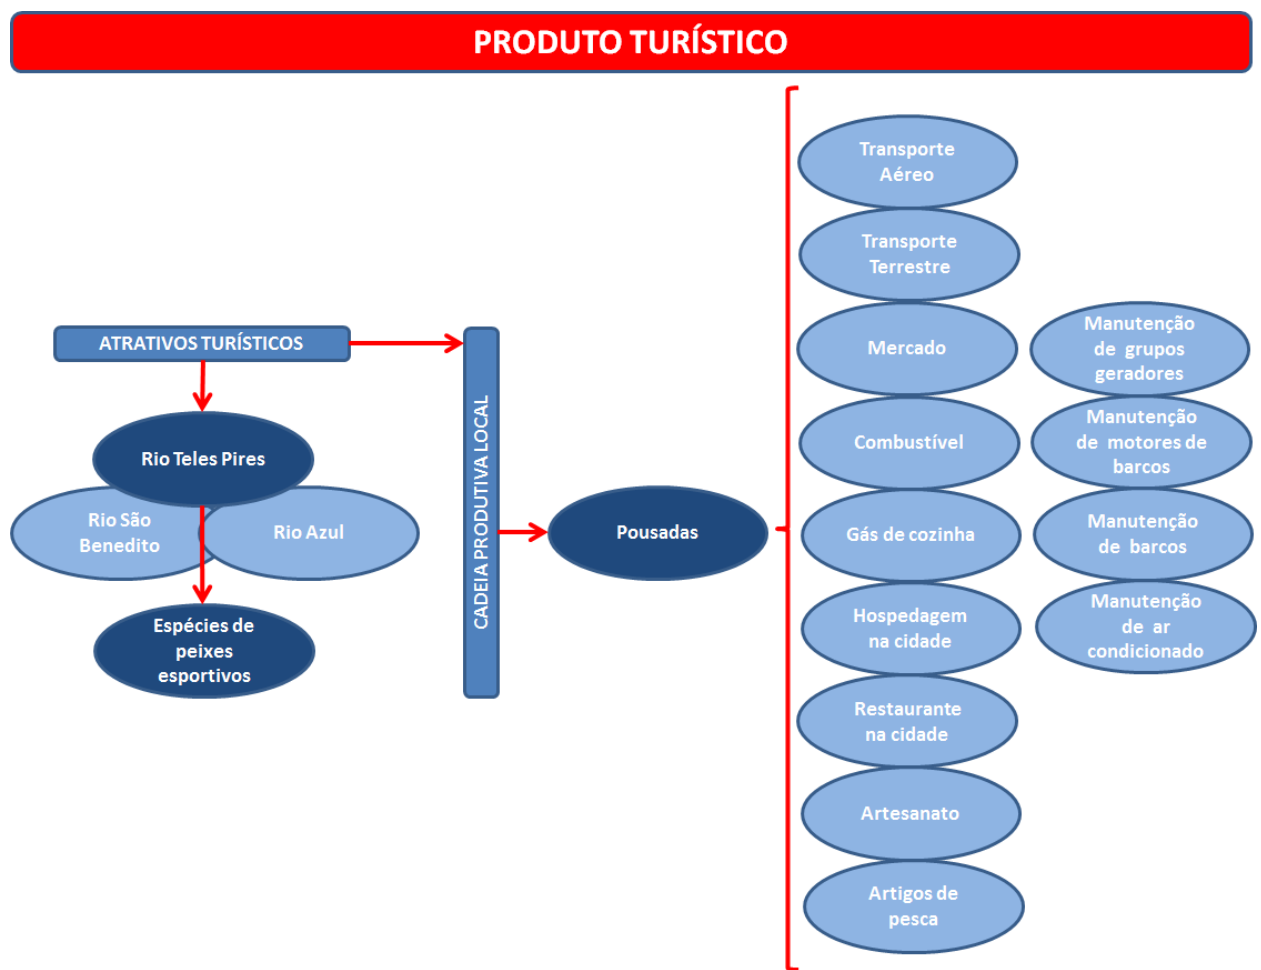 PRODUTO TURÍSTICO
ATRATIVOS TURÍSTICOS
Rio Teles Pires
Rio São
Benedito
Rio Azul
Espécies de
peixes
esportivos
CADEIA PRODUTIVA LOCAL
Pousadas
Transporte
Aéreo
Transporte
Terrestre
Mercado
Combustível
Gás de cozinha
Hospedagem
na cidade
Restaurante
na cidade
Artesanato
Artigos de
pesca
Manutenção
de grupos
geradores
Manutenção
de motores de
barcos
Manutenção
de barcos
Manutenção
de ar
condicionado